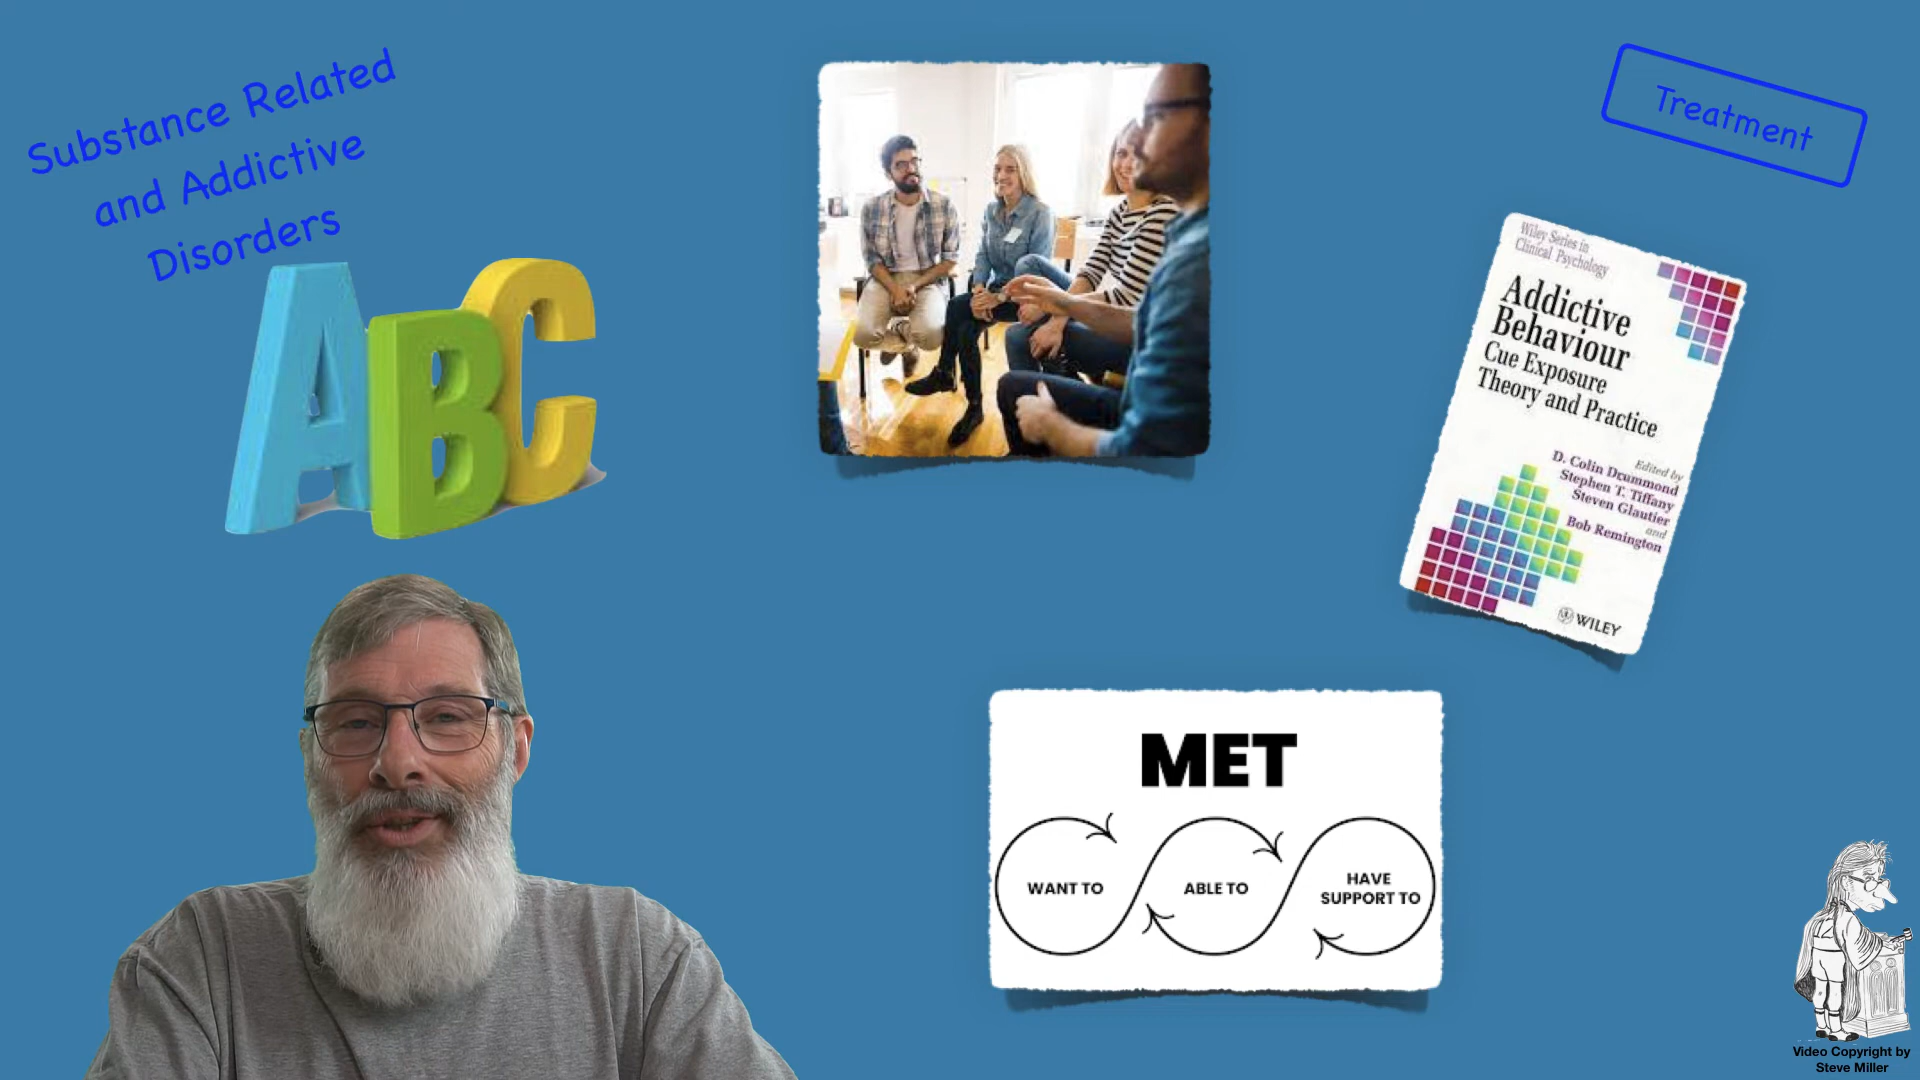 Substance Related
and Addictive
Disorders
Treatment
ABC
Wiley Series in
Clinical Psychology
Addictive
Behaviour
Cue Exposure
Theory and Practice
Edited by
D. Colin Drummond
Stephen T. Tiffany
Steven Glautier
and
Bob Remington
WILEY
MET
WANT TO
ABLE TO
HAVE
SUPPORT TO
Video Copyright by
Steve Miller